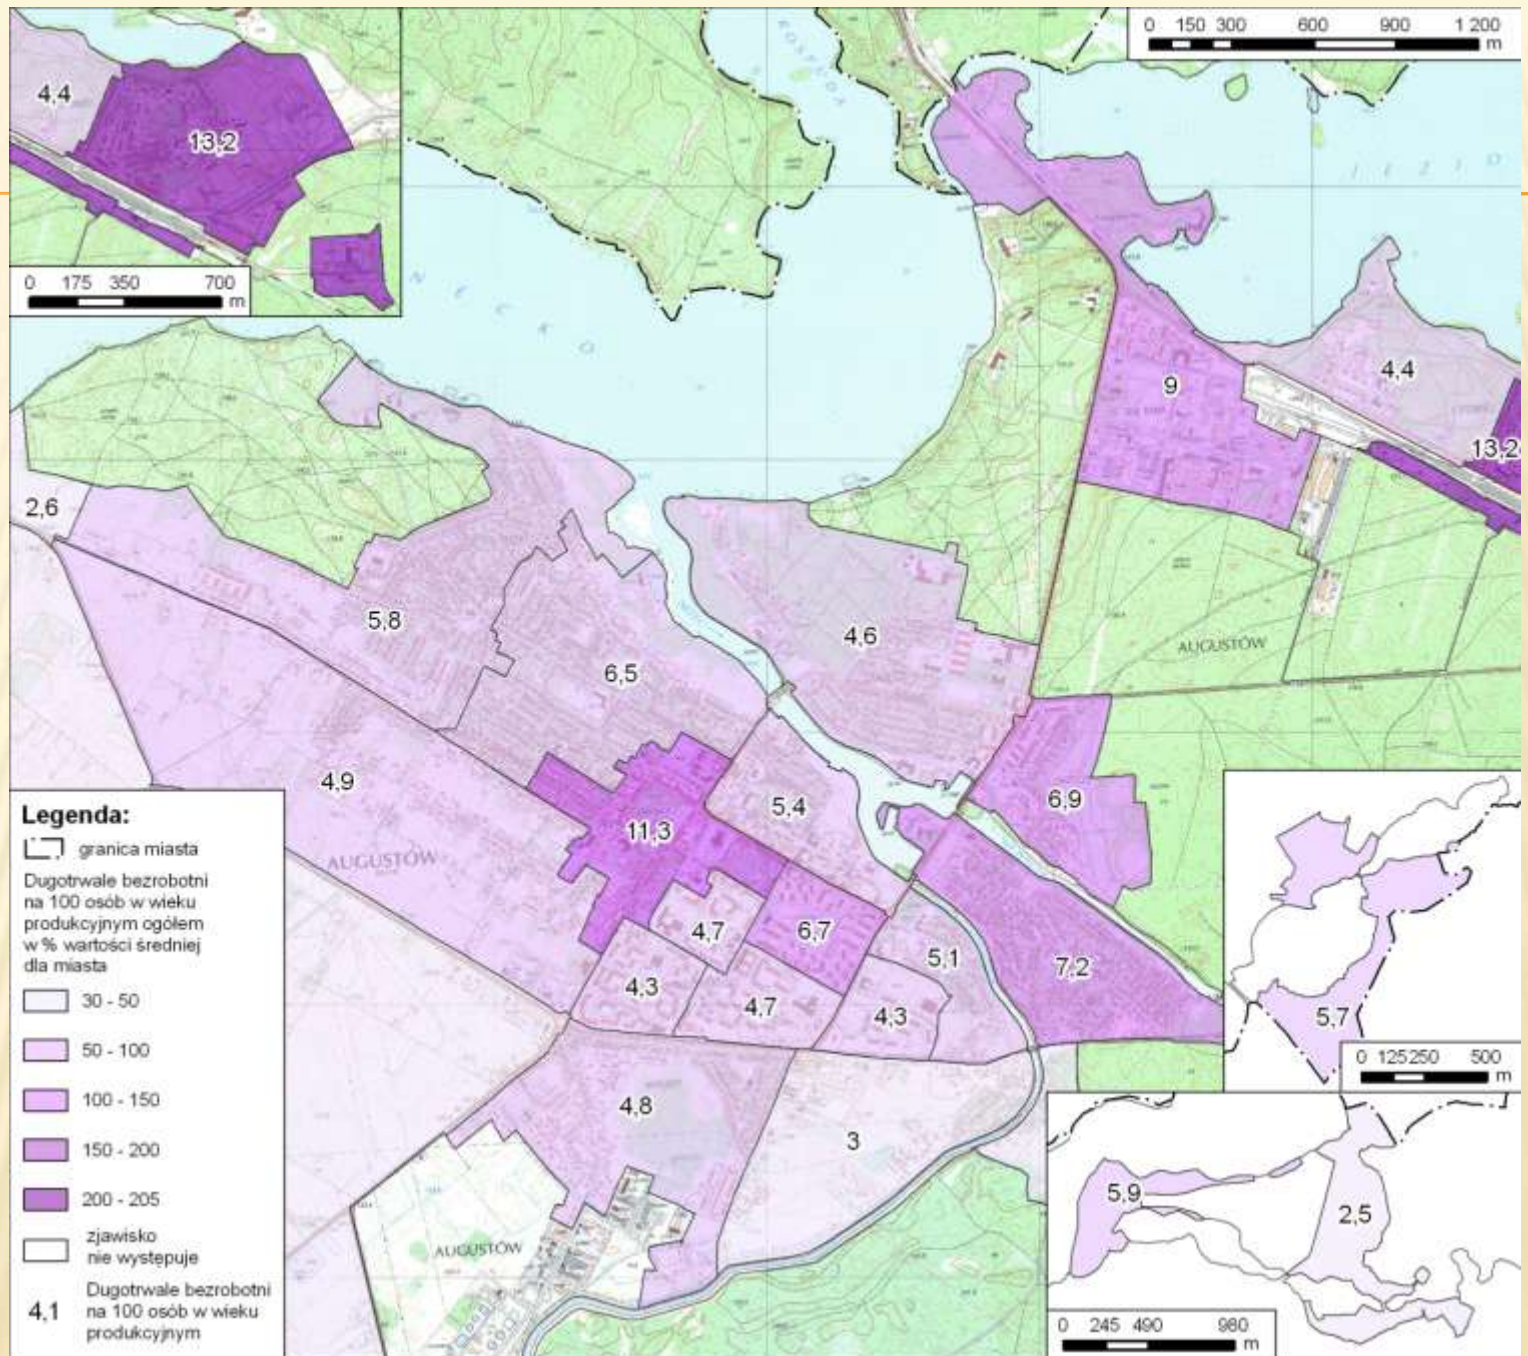 4,4
13,2
0 175 350 700
m
0 150 300 600 900 1 200
m
ROSPUDA
NECKO
JEZIO
9
4,4
13,2
2,6
5,8
6,5
4,6
AUGUSTÓW
4,9
11,3
5,4
6,9
AUGUSTÓW
4,7
6,7
5,1
7,2
4,3
4,7
4,3
4,8
3
AUGUSTÓW
5,7
0 125 250 500
m
5,9
2,5
0 245 490 980
m
Legenda:
granica miasta
Dugotrwale bezrobotni
na 100 osób w wieku
produkcyjnym ogółem
w % wartości średniej
dla miasta
30 - 50
50 - 100
100 - 150
150 - 200
200 - 205
zjawisko
nie występuje
4,1
Dugotrwale bezrobotni
na 100 osób w wieku
produkcyjnym